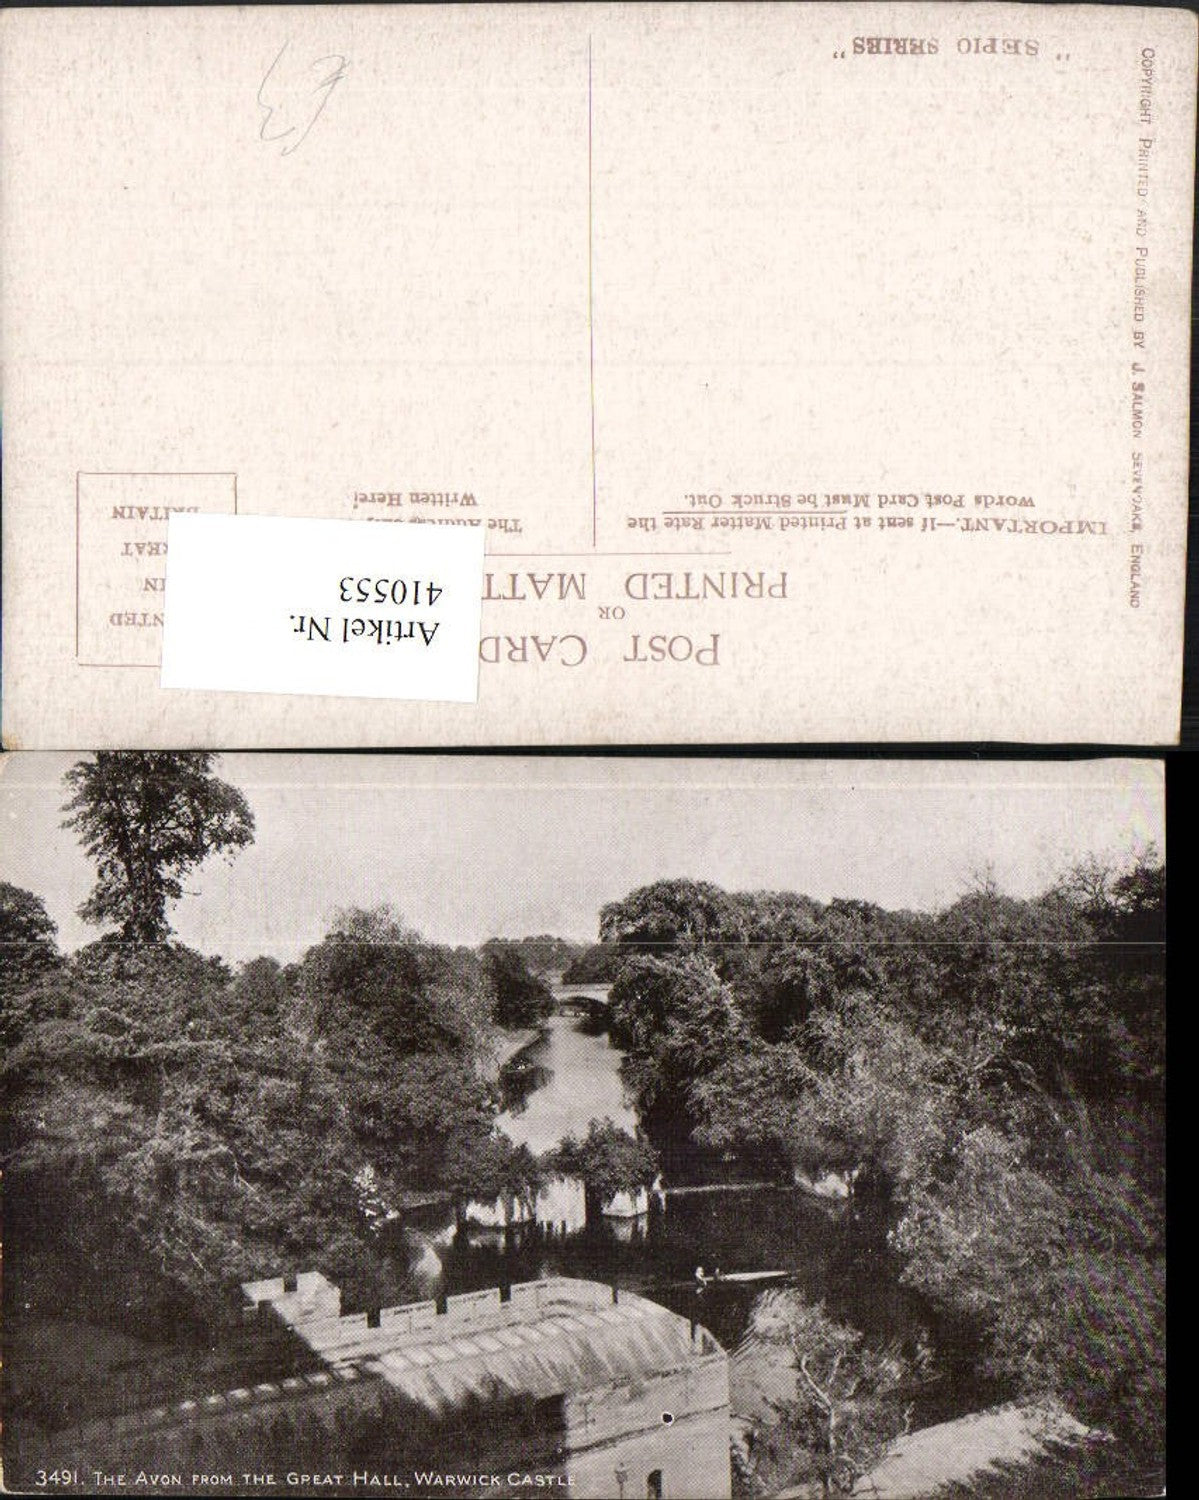 POST CARD
OR
PRINTED MATT
IMPORTANT.—If sent at Printed Matter Rate the
words Post Card Must be Struck Out.
Written Here.
BRITAIN
Artikel Nr.
410553
"SEPIO SERIES"
COPYRIGHT PRINTED AND PUBLISHED BY J. SALMON SEVENOAKS, ENGLAND
3491. THE AVON FROM THE GREAT HALL, WARWICK CASTLE